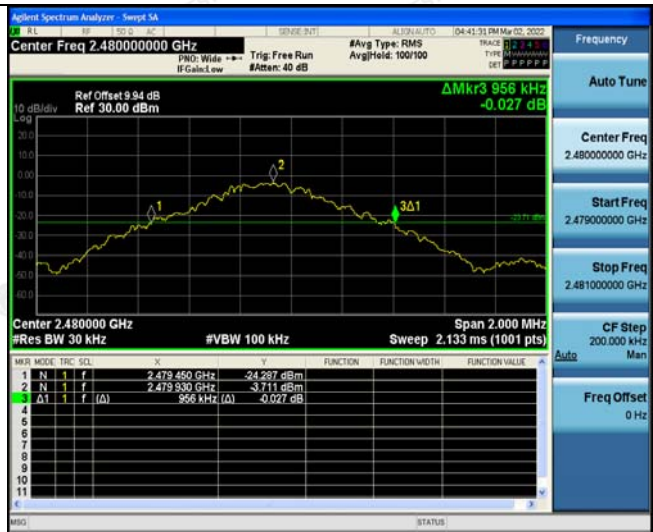 Agilent Spectrum Analyzer - Swept SA
RL RF 50 Ω AC SENSE:INT ALIGN AUTO 04:41:31 PM Mar 02, 2022
Center Freq 2.480000000 GHz
PNO: Wide
IFGain:Low
Trig: Free Run
#Atten: 40 dB
#Avg Type: RMS
Avg|Hold: 100/100
TRACE 1 2 3 4 5 6
TYPE
DET P P P P P P
Frequency
Auto Tune
Center Freq
2.480000000 GHz
Start Freq
2.479000000 GHz
Stop Freq
2.481000000 GHz
CF Step
200.000 kHz
Auto Man
Freq Offset
0 Hz
ΔMkr3 956 kHz
-0.027 dB
Ref Offset 9.94 dB
Ref 30.00 dBm
10 dB/div
Log
20.0
10.0
0.00
-10.0
-20.0
-30.0
-40.0
-50.0
-60.0
1
2
3Δ1
-23.71 dBm
Center 2.480000 GHz Span 2.000 MHz
#Res BW 30 kHz #VBW 100 kHz Sweep 2.133 ms (1001 pts)
MKR MODE TRC SCL X Y FUNCTION FUNCTION WIDTH FUNCTION VALUE
1 N 1 f 2.479 450 GHz -24.287 dBm
2 N 1 f 2.479 930 GHz -3.711 dBm
3 Δ1 1 f (Δ) 956 kHz (Δ) -0.027 dB
4
5
6
7
8
9
10
11
MSG STATUS